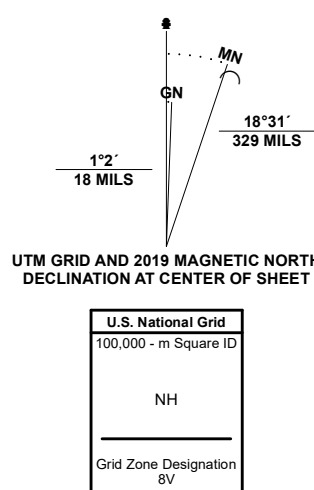 MN
GN
18°31´
329 MILS
1°2´
18 MILS
UTM GRID AND 2019 MAGNETIC NORTH
DECLINATION AT CENTER OF SHEET
U.S. National Grid
100,000 - m Square ID
NH
Grid Zone Designation
8V